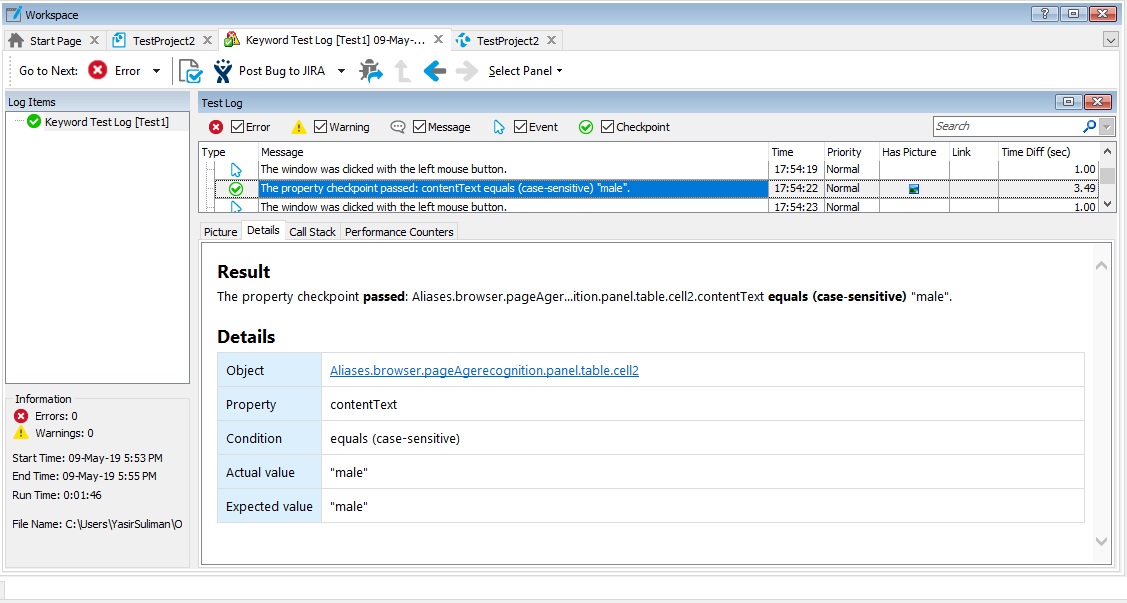 Workspace
Start Page TestProject2 Keyword Test Log [Test1] 09-May-... TestProject2
Go to Next: Error Post Bug to JIRA Select Panel
Log Items
Keyword Test Log [Test1]
Test Log
Error Warning Message Event Checkpoint Search
Type Message Time Priority Has Picture Link Time Diff (sec)
The window was clicked with the left mouse button. 17:54:19 Normal 1.00
The property checkpoint passed: contentText equals (case-sensitive) "male". 17:54:22 Normal 3.49
The window was clicked with the left mouse button. 17:54:23 Normal 1.00
Picture Details Call Stack Performance Counters
Result
The property checkpoint passed: Aliases.browser.pageAger...ition.panel.table.cell2.contentText equals (case-sensitive) "male".
Details
Object Aliases.browser.pageAgerecognition.panel.table.cell2
Property contentText
Condition equals (case-sensitive)
Actual value "male"
Expected value "male"
Information
Errors: 0
Warnings: 0
Start Time: 09-May-19 5:53 PM
End Time: 09-May-19 5:55 PM
Run Time: 0:01:46
File Name: C:\Users\YasirSuliman\O